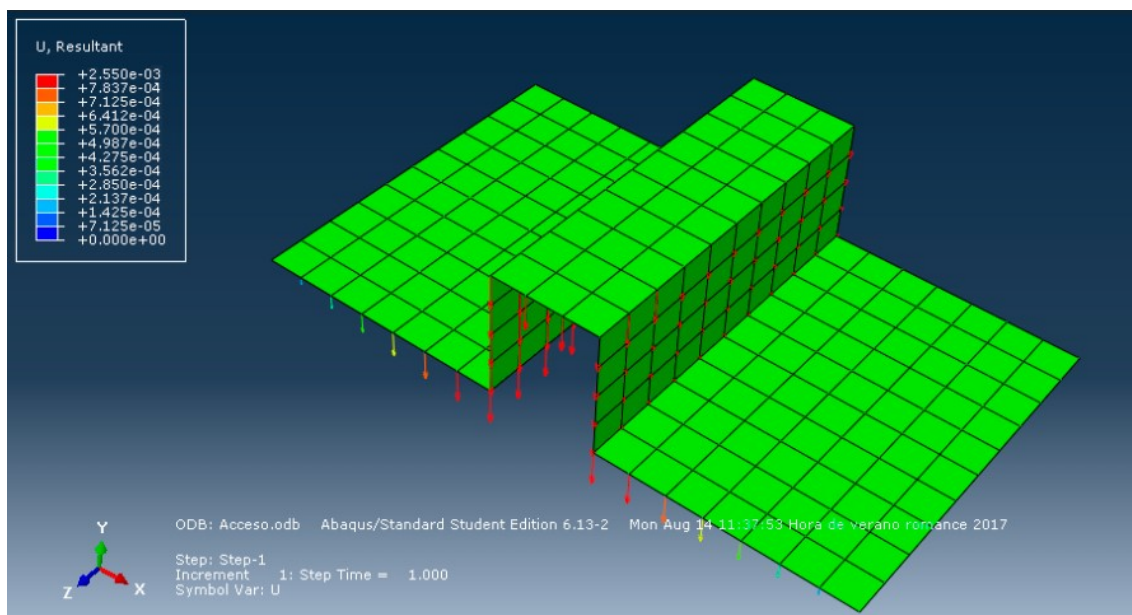 U, Resultant
+2.550e-03
+7.837e-04
+7.125e-04
+6.412e-04
+5.700e-04
+4.987e-04
+4.275e-04
+3.562e-04
+2.850e-04
+2.137e-04
+1.425e-04
+7.125e-05
+0.000e+00
Y
Z
X
ODB: Acceso.odb Abaqus/Standard Student Edition 6.13-2 Mon Aug 14 11:37:53 Hora de verano romance 2017
Step: Step-1
Increment 1: Step Time = 1.000
Symbol Var: U